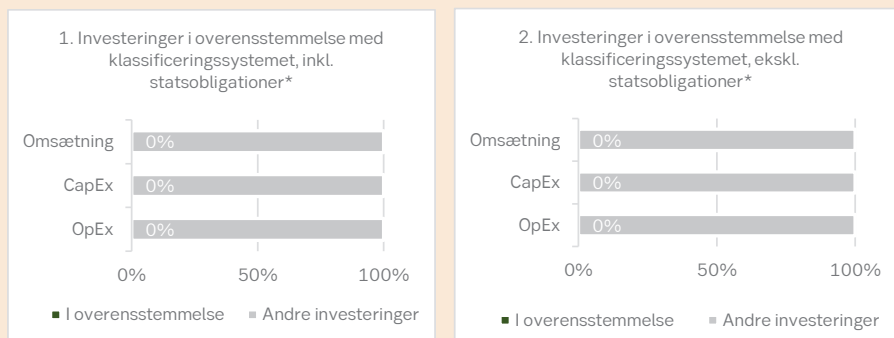 1. Investeringer i overensstemmelse med
klassificeringssystemet, inkl.
statsobligationer*
Omsætning
0%
CapEx
0%
OpEx
0%
0%
50%
100%
I overensstemmelse
Andre investeringer
2. Investeringer i overensstemmelse med
klassificeringssystemet, ekskl.
statsobligationer*
Omsætning
0%
CapEx
0%
OpEx
0%
0%
50%
100%
I overensstemmelse
Andre investeringer